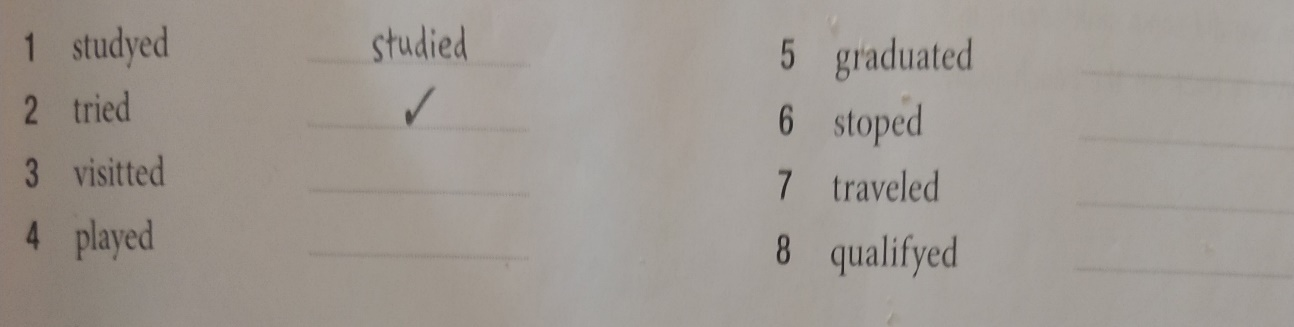 1 studyed studied
2 tried ✓
3 visitted
4 played
5 graduated
6 stoped
7 traveled
8 qualifyed